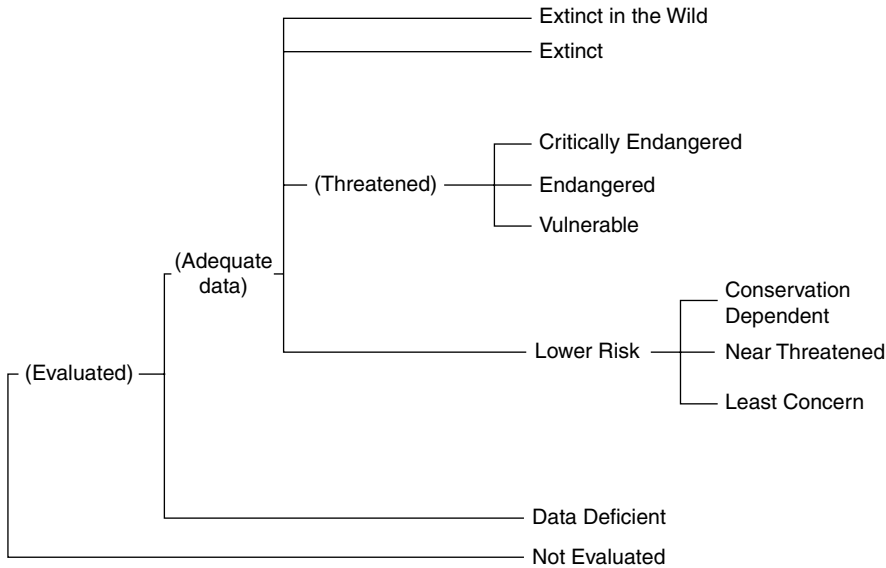 Extinct in the Wild
Extinct
Critically Endangered
(Threatened)
Endangered
Vulnerable
(Adequate
data)
Conservation
Dependent
Lower Risk
Near Threatened
(Evaluated)
Least Concern
Data Deficient
Not Evaluated